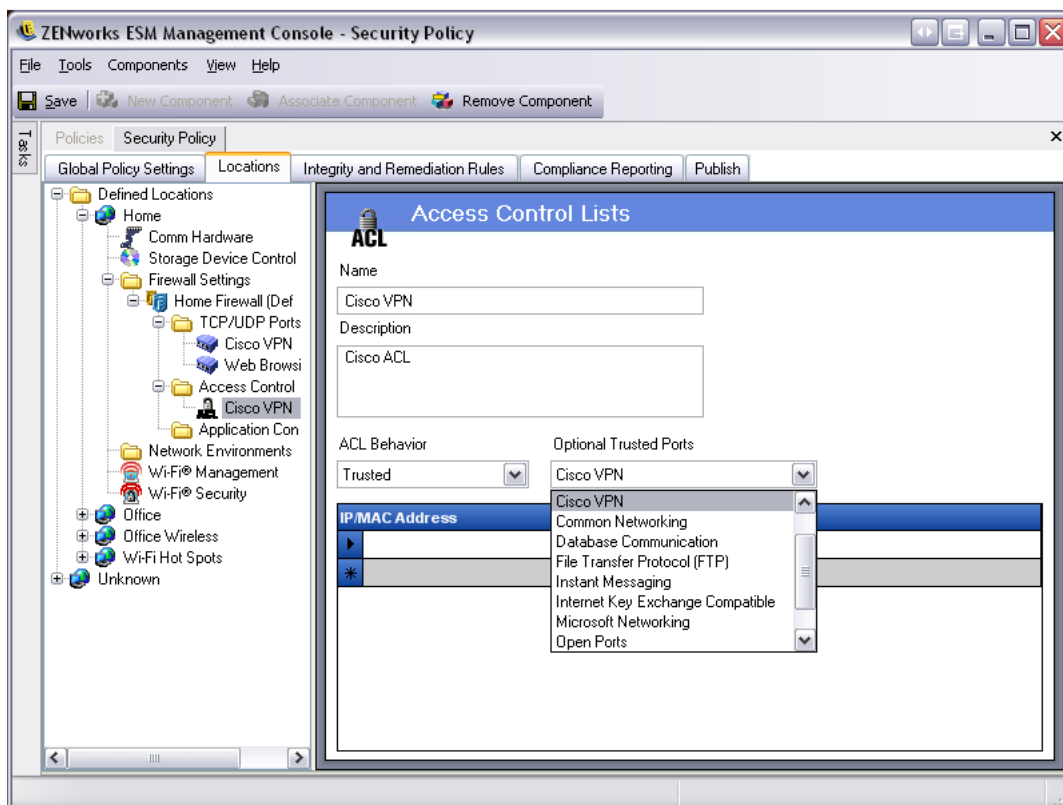 ZENworks ESM Management Console - Security Policy
File Tools Components View Help
Save New Component Associate Component Remove Component
Tasks
Policies Security Policy
Global Policy Settings Locations Integrity and Remediation Rules Compliance Reporting Publish
Defined Locations
Home
Comm Hardware
Storage Device Control
Firewall Settings
Home Firewall (Def
TCP/UDP Ports
Cisco VPN
Web Browsi
Access Control
Cisco VPN
Application Con
Network Environments
Wi-Fi® Management
Wi-Fi® Security
Office
Office Wireless
Wi-Fi Hot Spots
Unknown
ACL
Access Control Lists
Name
Cisco VPN
Description
Cisco ACL
ACL Behavior
Trusted
Optional Trusted Ports
Cisco VPN
Cisco VPN
Common Networking
Database Communication
File Transfer Protocol (FTP)
Instant Messaging
Internet Key Exchange Compatible
Microsoft Networking
Open Ports
IP/MAC Address